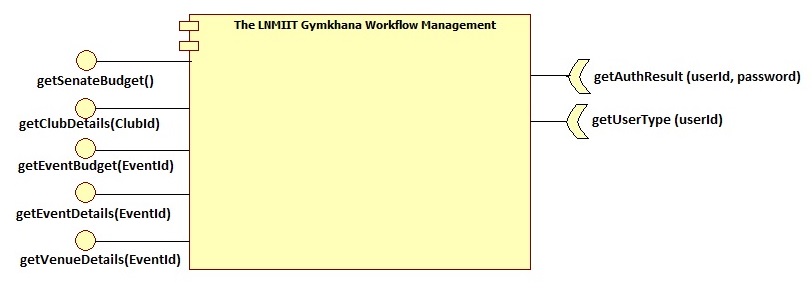 The LNMIIT Gymkhana Workflow Management
getSenateBudget()
getClubDetails(ClubId)
getEventBudget(EventId)
getEventDetails(EventId)
getVenueDetails(EventId)
getAuthResult (userId, password)
getUserType (userId)